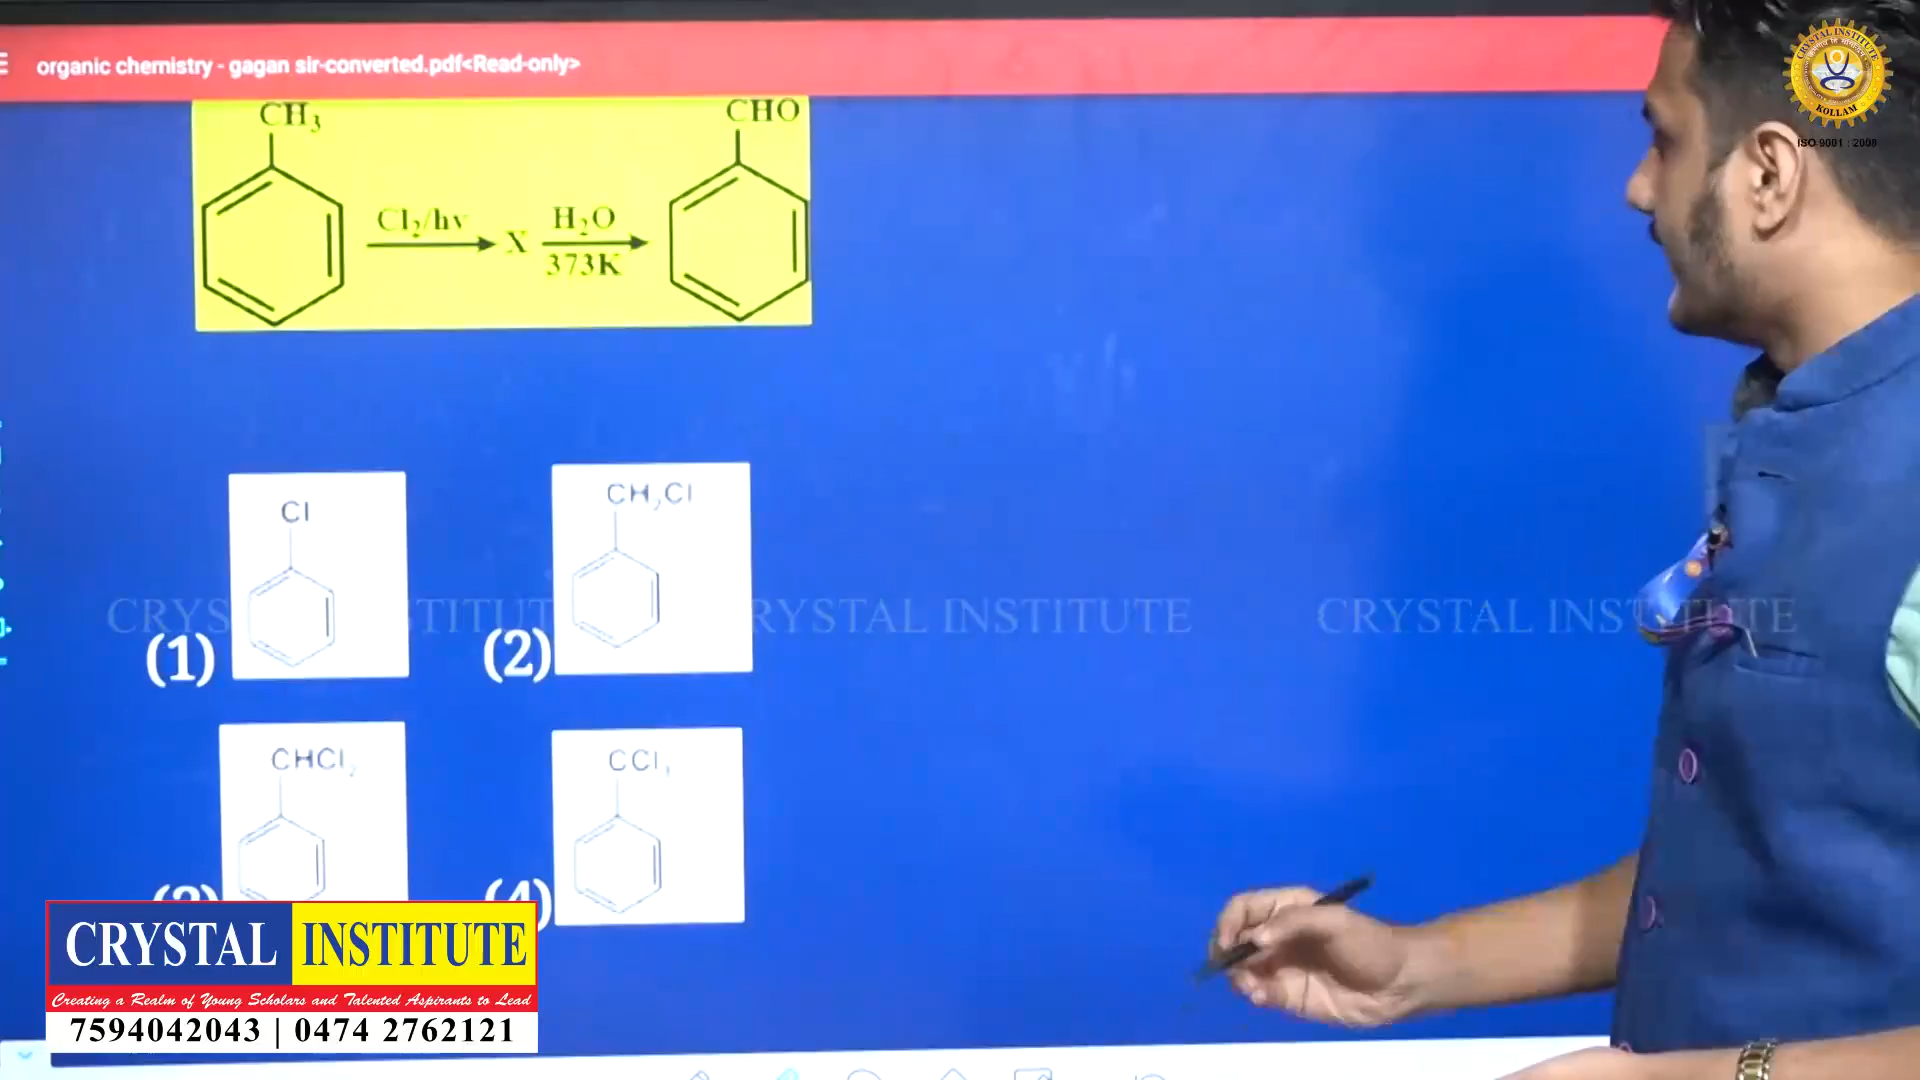 organic chemistry - gagan sir-converted.pdf<Read-only>
CRYSTAL INSTITUTE
KOLLAM
ISO 9001 : 2008
CH3
CHO
Cl2/hν
X
H2O
373K
Cl
CH2Cl
CRYSTAL INSTITUTE
CRYSTAL INSTITUTE
(1)
(2)
CHCl2
CCl3
(3)
(4)
CRYSTAL INSTITUTE
Creating a Realm of Young Scholars and Talented Aspirants to Lead
7594042043 | 0474 2762121